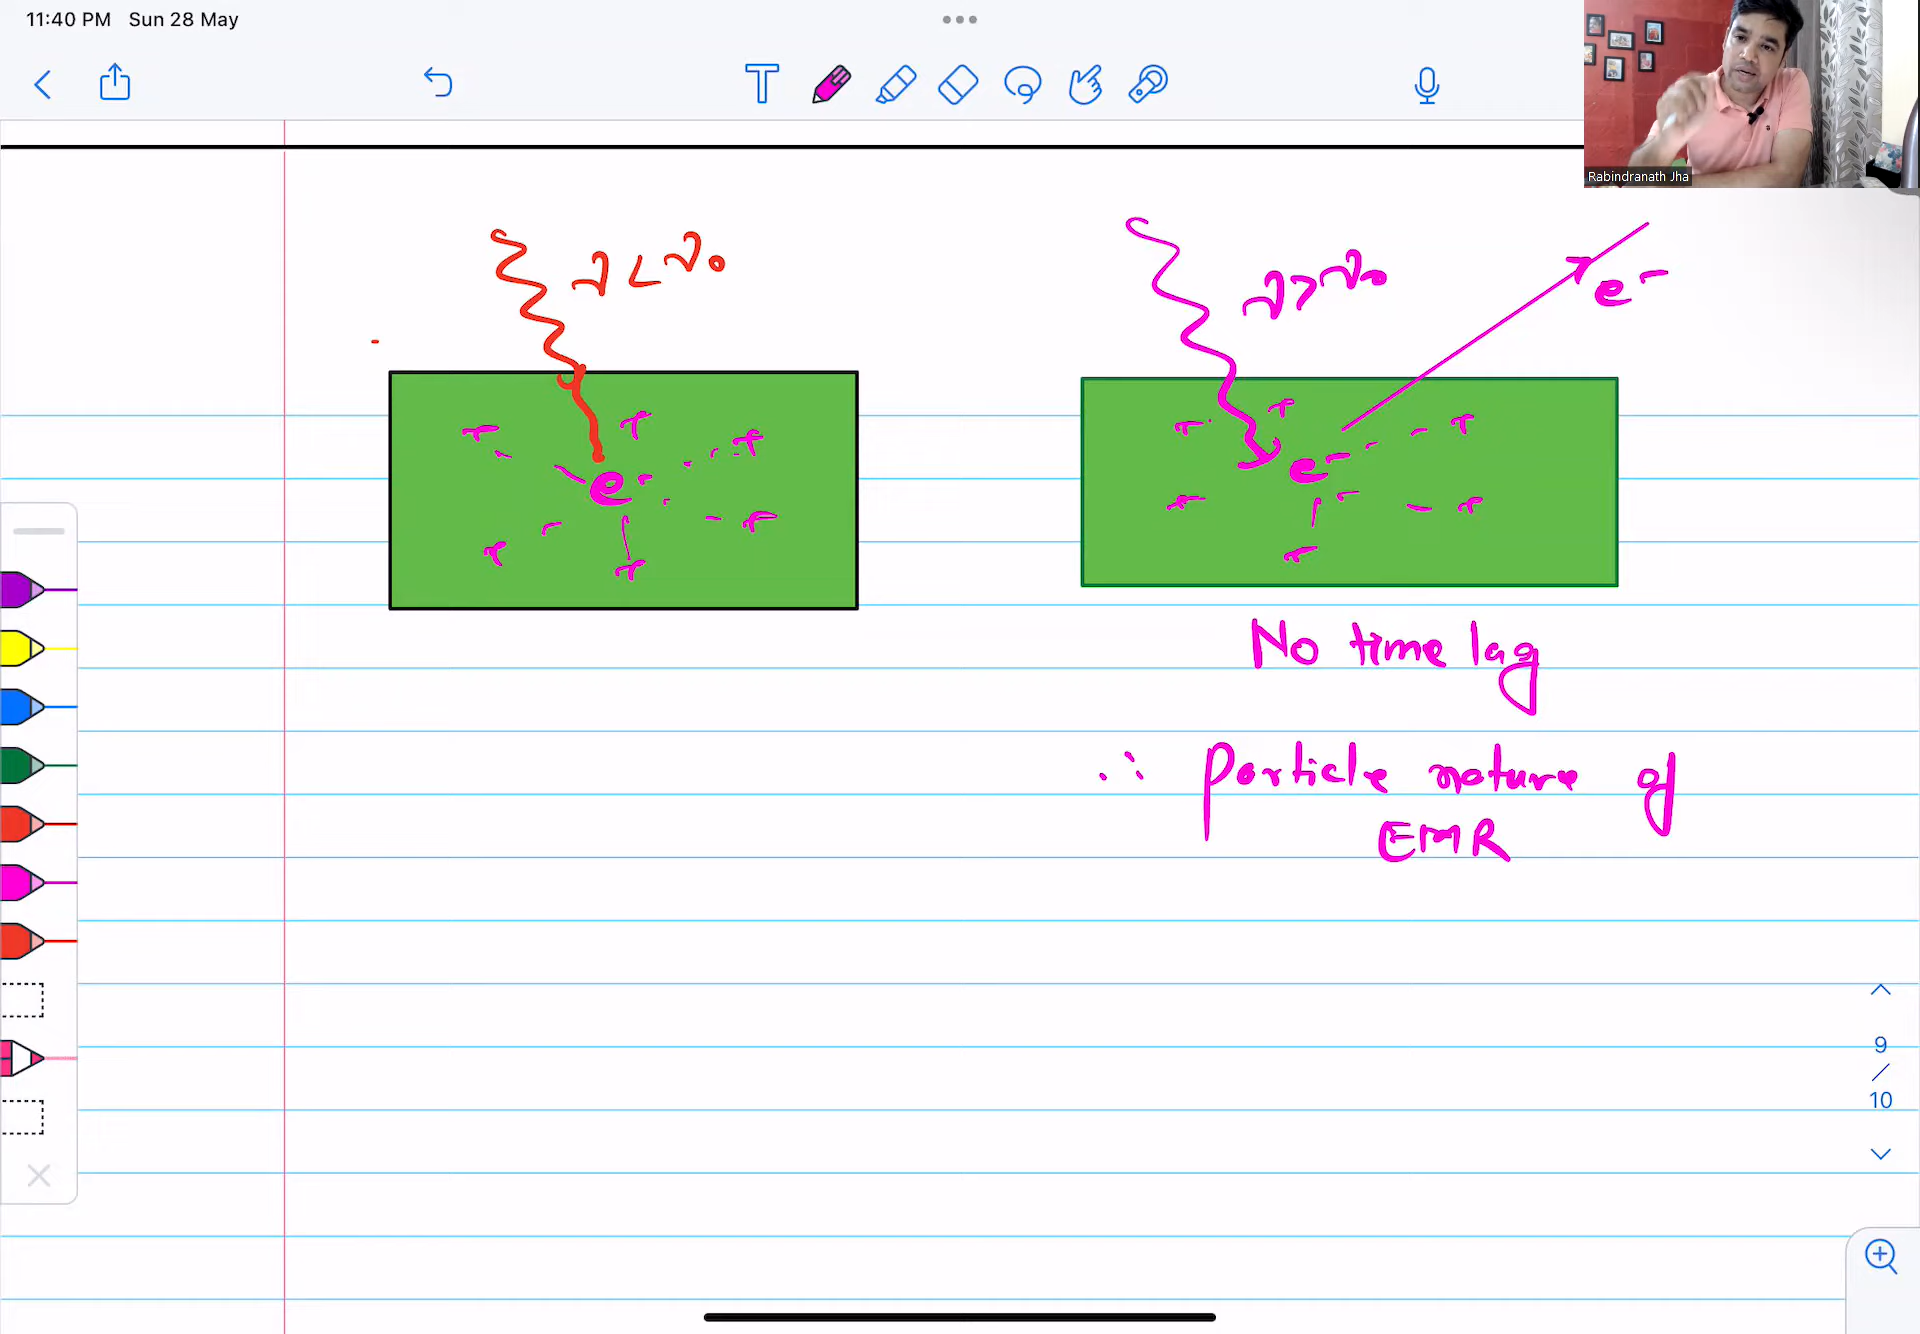 11:40 PM Sun 28 May
T
Rabindranath Jha
ν < ν₀
ν > ν₀
e⁻
e⁻
e⁻
No time lag
∴ Particle nature of
EMR
9
/
10